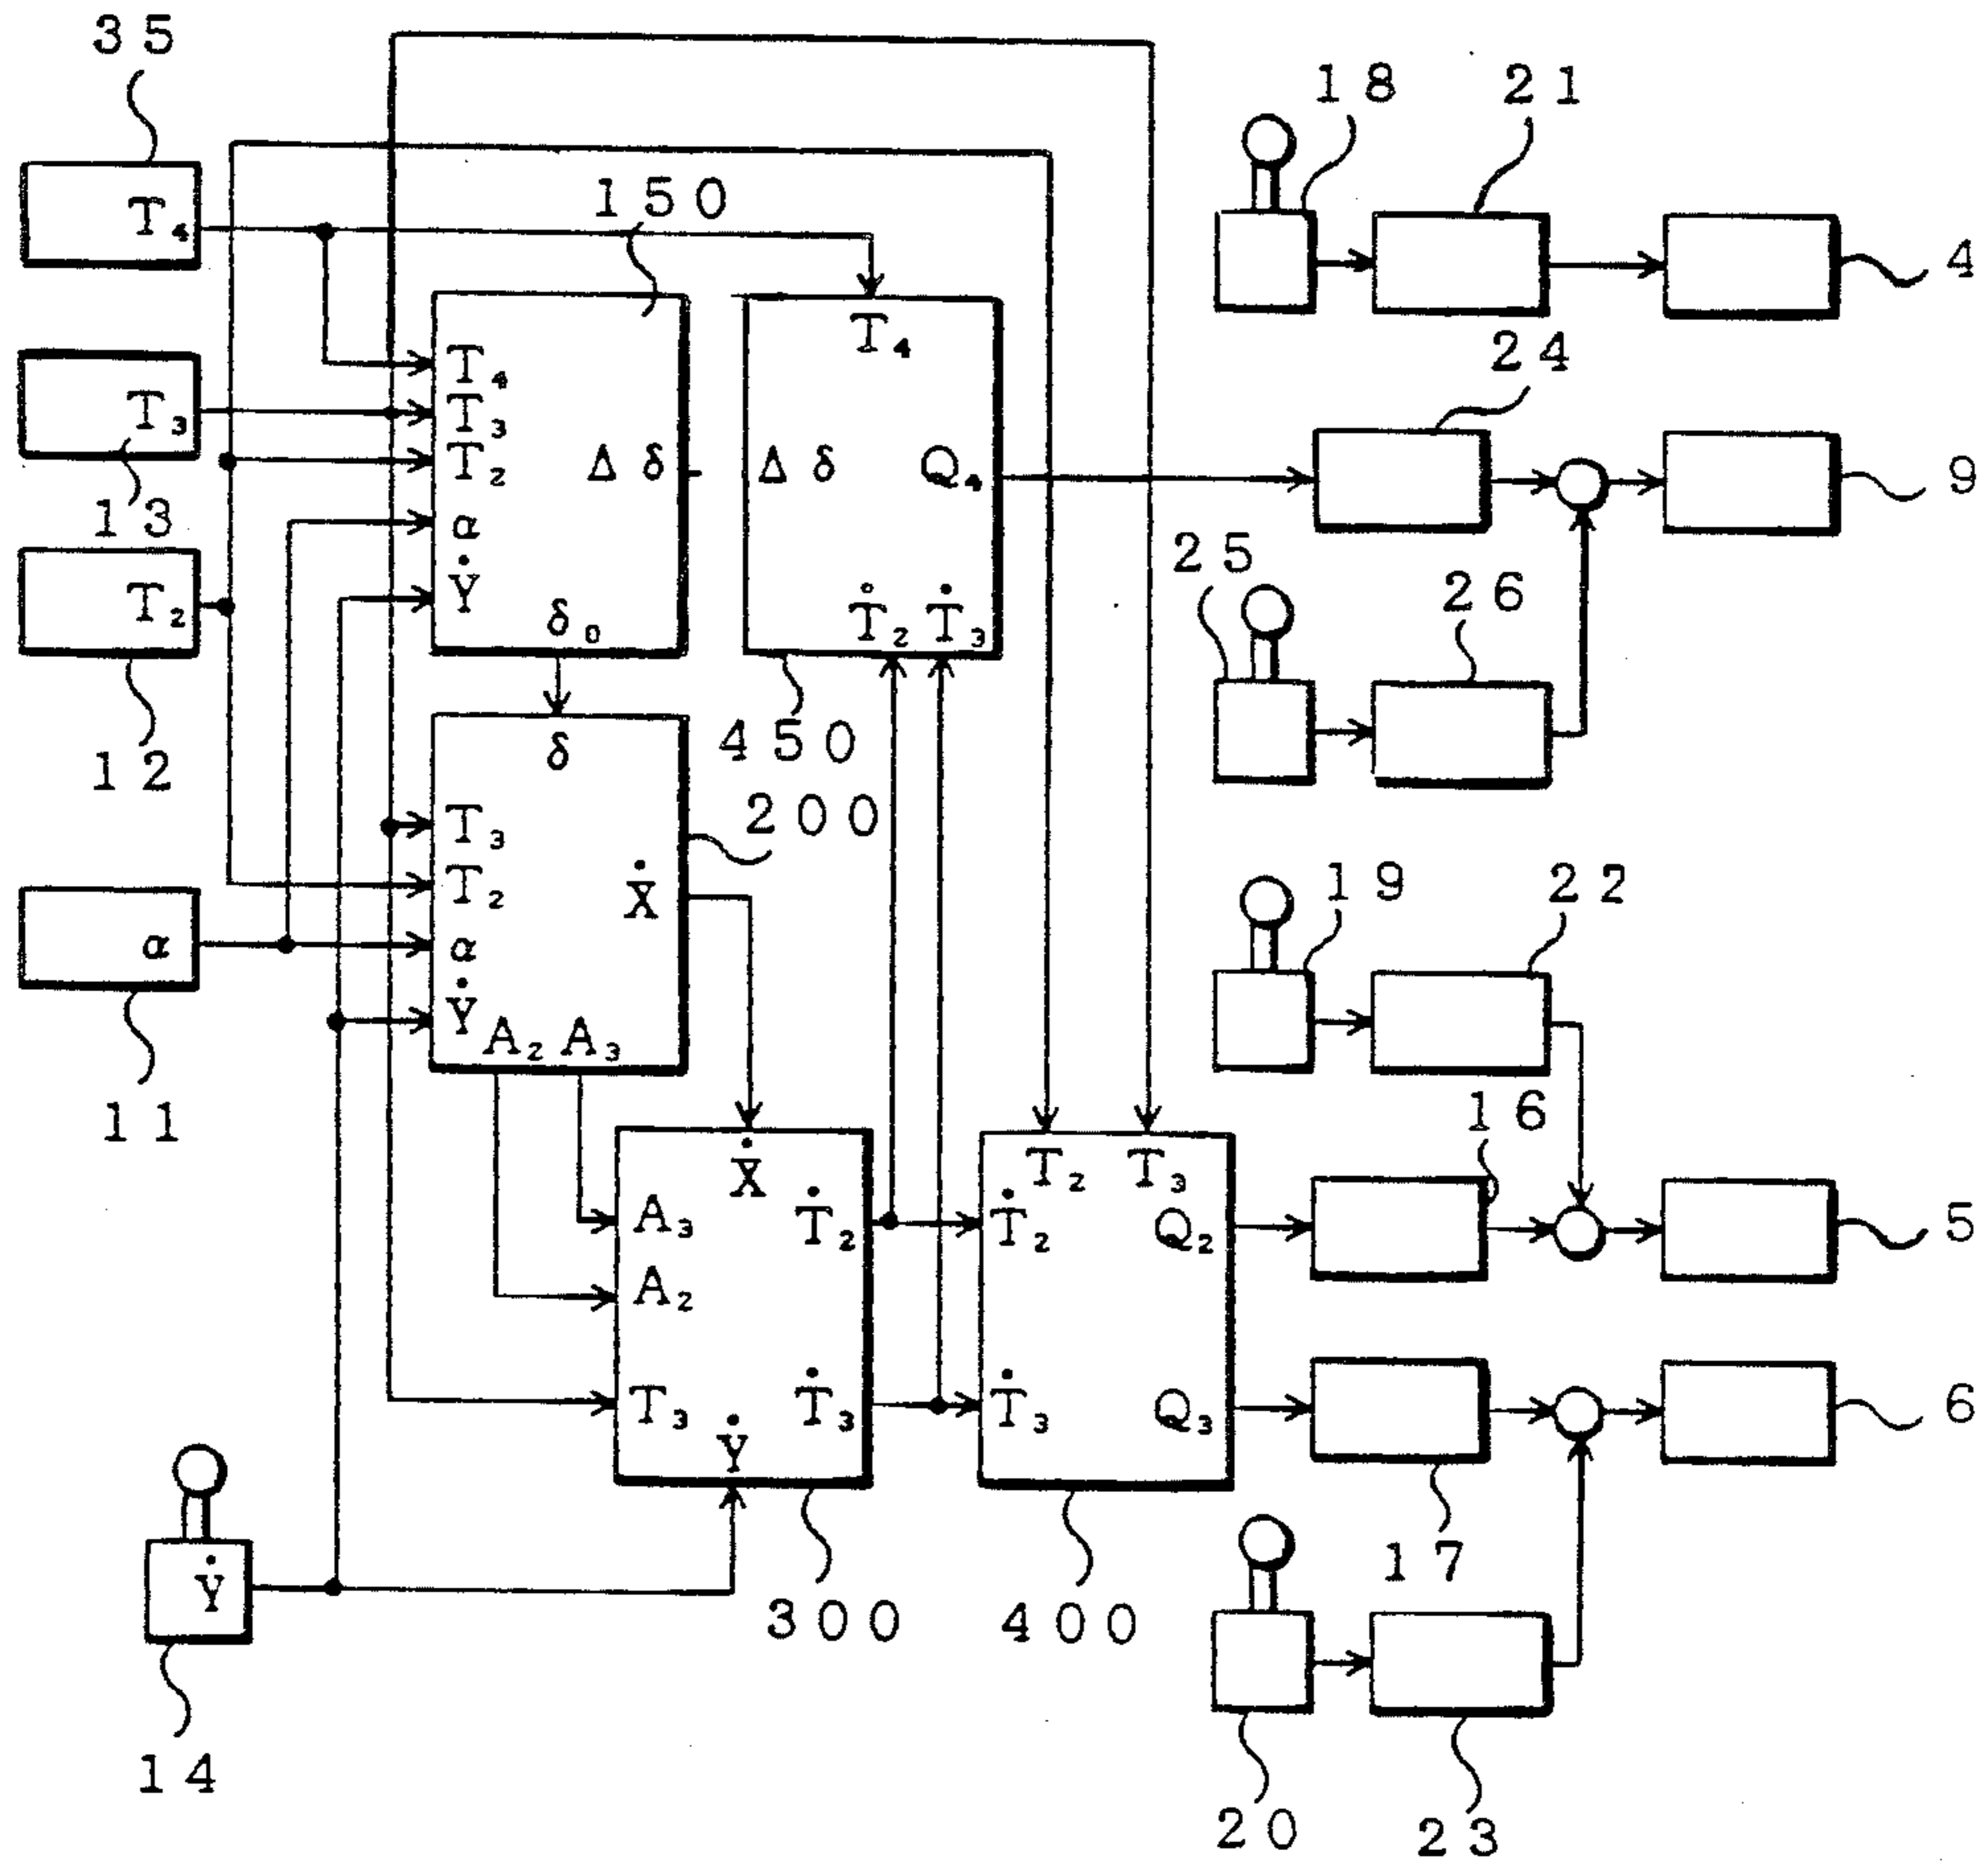 35
18
21
150
T₄
4
T₄
24
T₄
T₃
T₃
T₂
Δδ
Δδ
Q₄
9
13
α
25
Ẏ
26
T₂
δ₀
Ṫ₂
Ṫ₃
12
δ
450
200
T₃
T₂
Ẋ
19
22
α
α
Ẏ
A₂
A₃
11
16
Ẋ
T₂
T₃
A₃
Ṫ₂
Ṫ₂
Q₂
5
A₂
T₃
Ṫ₃
Ṫ₃
Q₃
6
Ẏ
17
Ẏ
300
400
14
20
23